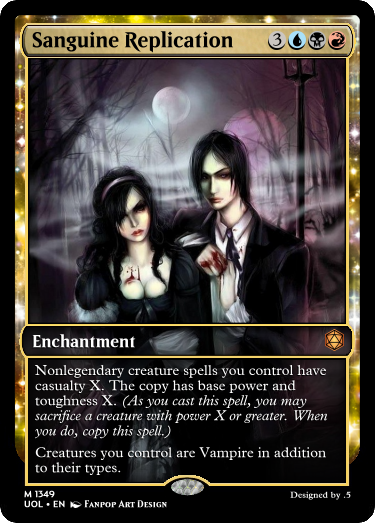 Sanguine Replication 3
Enchantment
Nonlegendary creature spells you control have
casualty X. The copy has base power and
toughness X. (As you cast this spell, you may
sacrifice a creature with power X or greater. When
you do, copy this spell.)
Creatures you control are Vampire in addition
to their types.
M 1349
Designed by .5
UOL • EN Fanpop Art Design